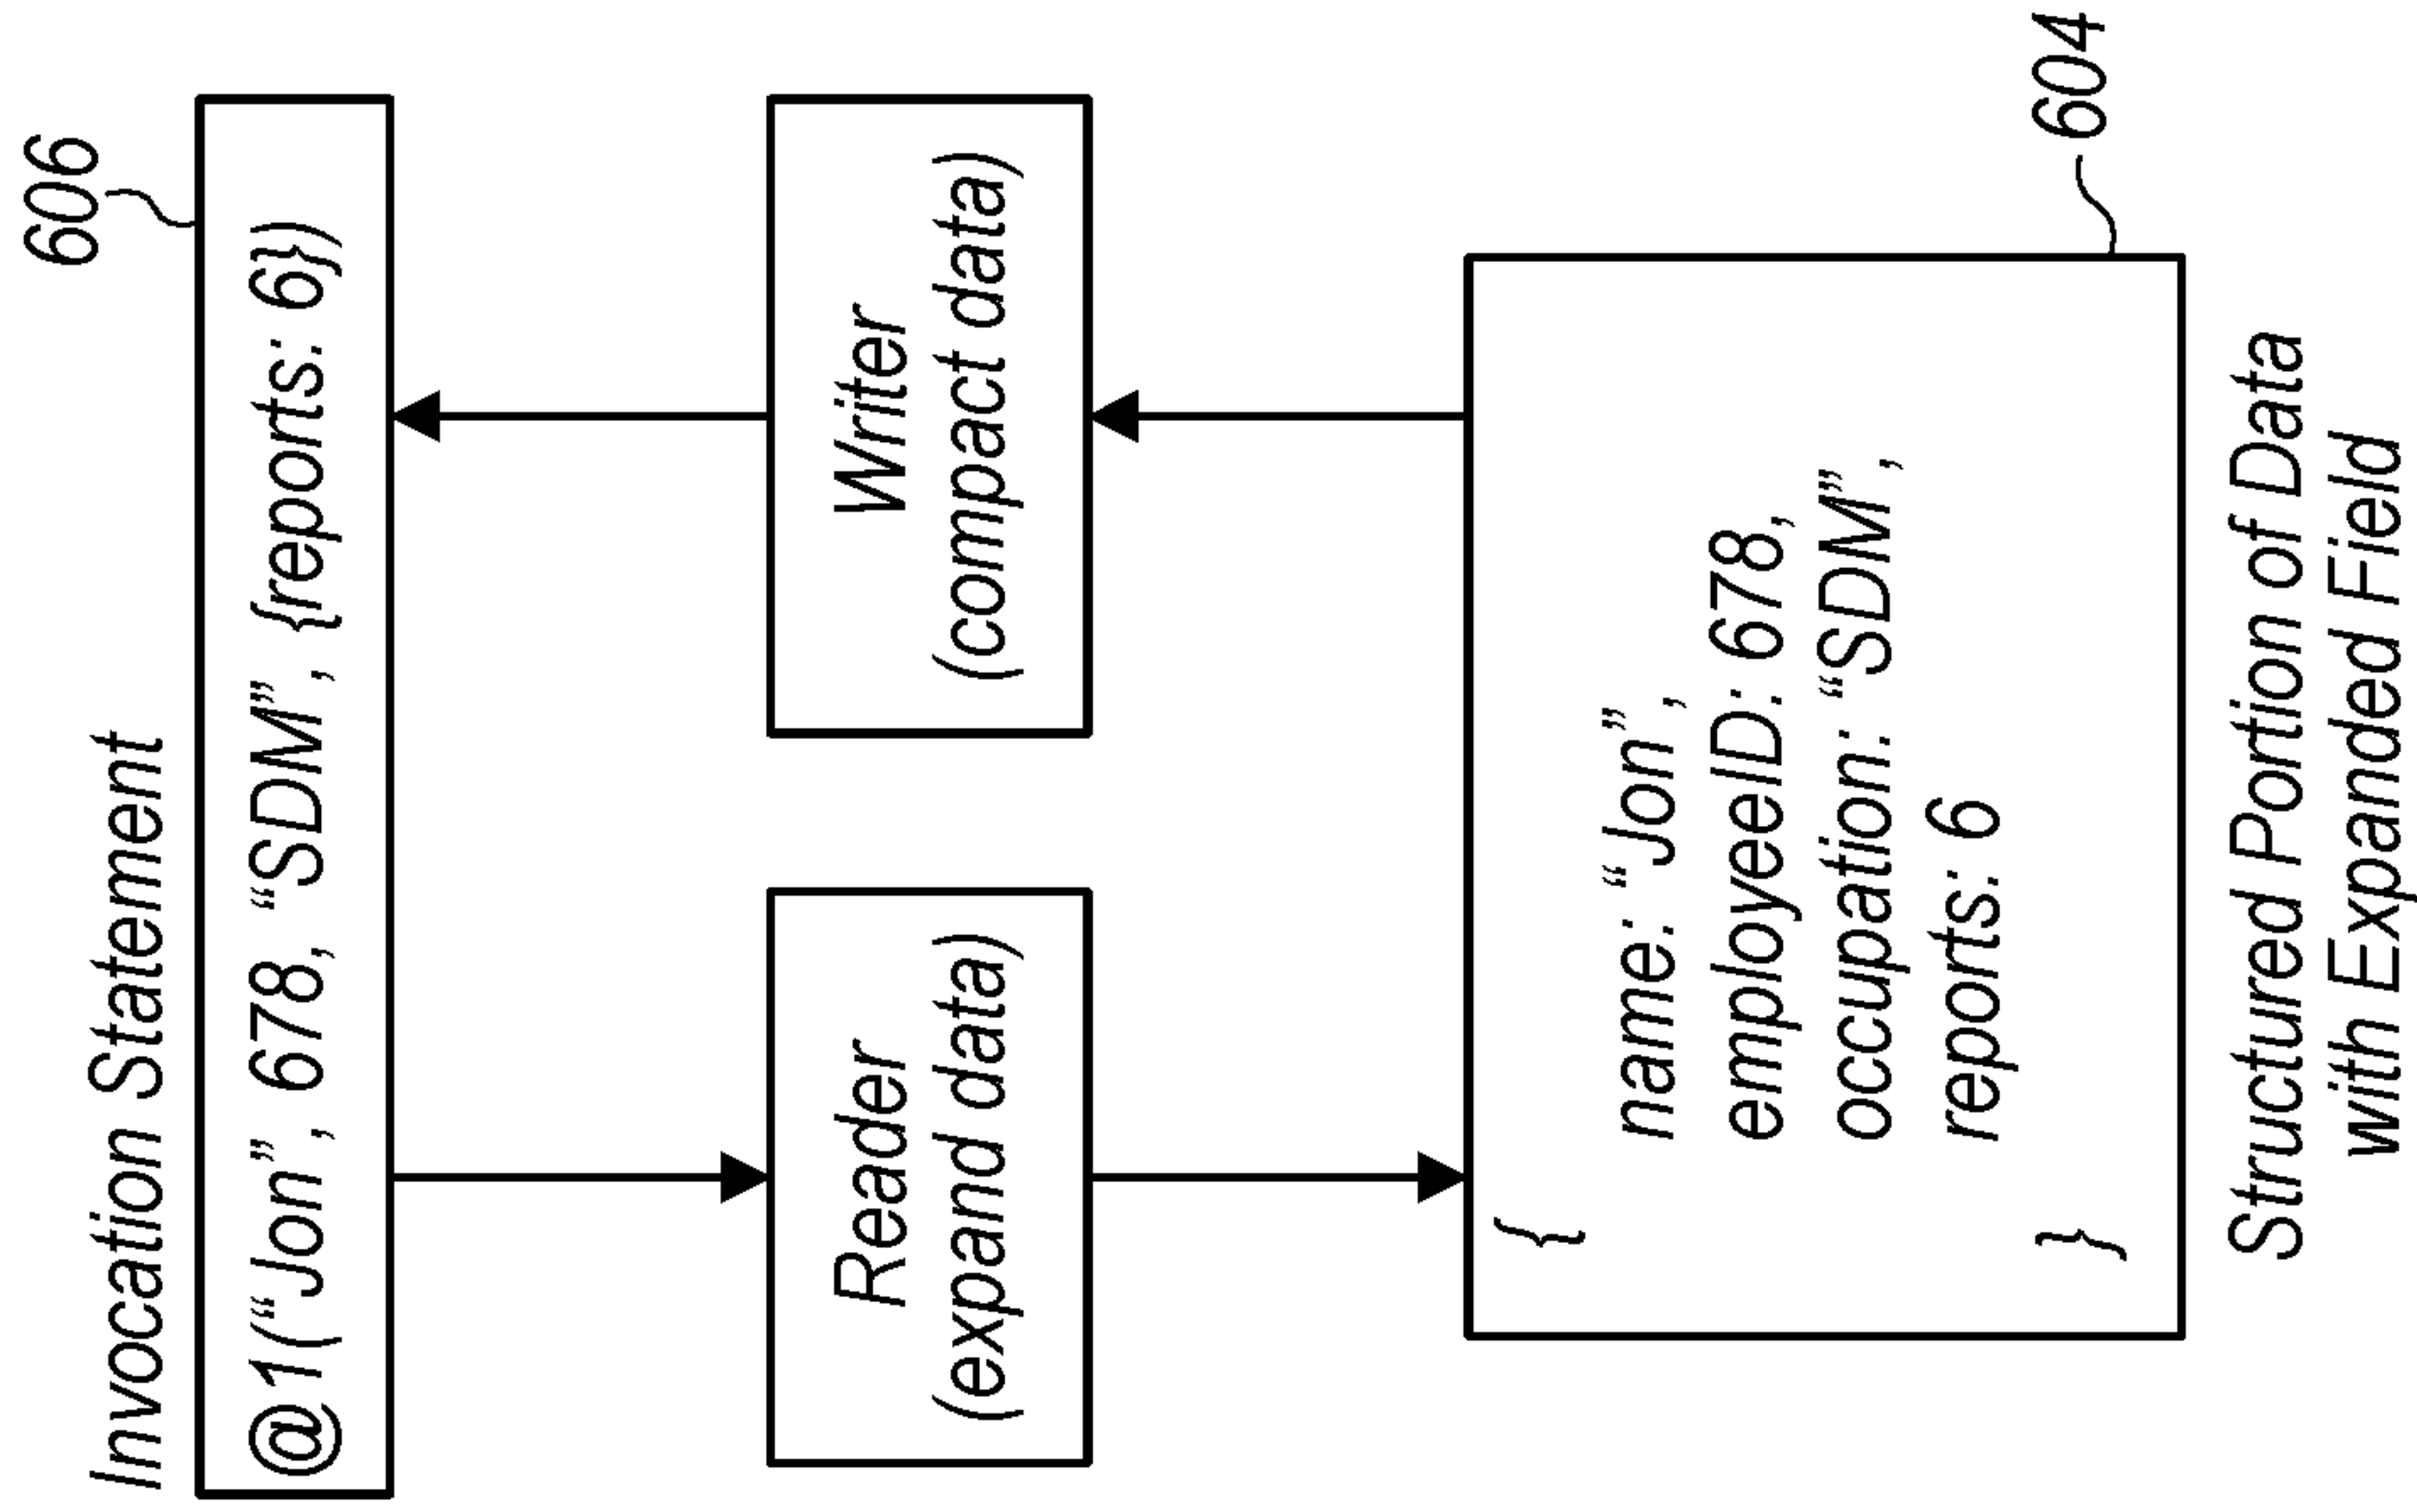 Invocation Statement
606
@1(“Jon”, 678, “SDM”, {reports: 6})
Reader
(expand data)
Writer
(compact data)
{
name: “Jon”,
employeeID: 678,
occupation: “SDM”,
reports: 6
}
604
Structured Portion of Data
with Expanded Field